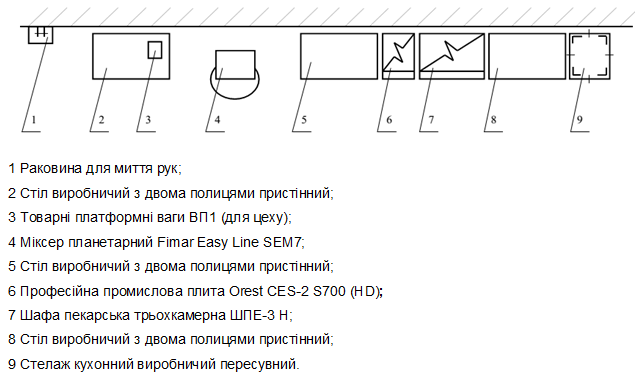 1 2 3 4 5 6 7 8 9
1 Раковина для миття рук;
2 Стіл виробничий з двома полицями пристінний;
3 Товарні платформні ваги ВП1 (для цеху);
4 Міксер планетарний Fimar Easy Line SEM7;
5 Стіл виробничий з двома полицями пристінний;
6 Професійна промислова плита Orest CES-2 S700 (HD);
7 Шафа пекарська трьохкамерна ШПЕ-3 Н;
8 Стіл виробничий з двома полицями пристінний;
9 Стелаж кухонний виробничий пересувний.